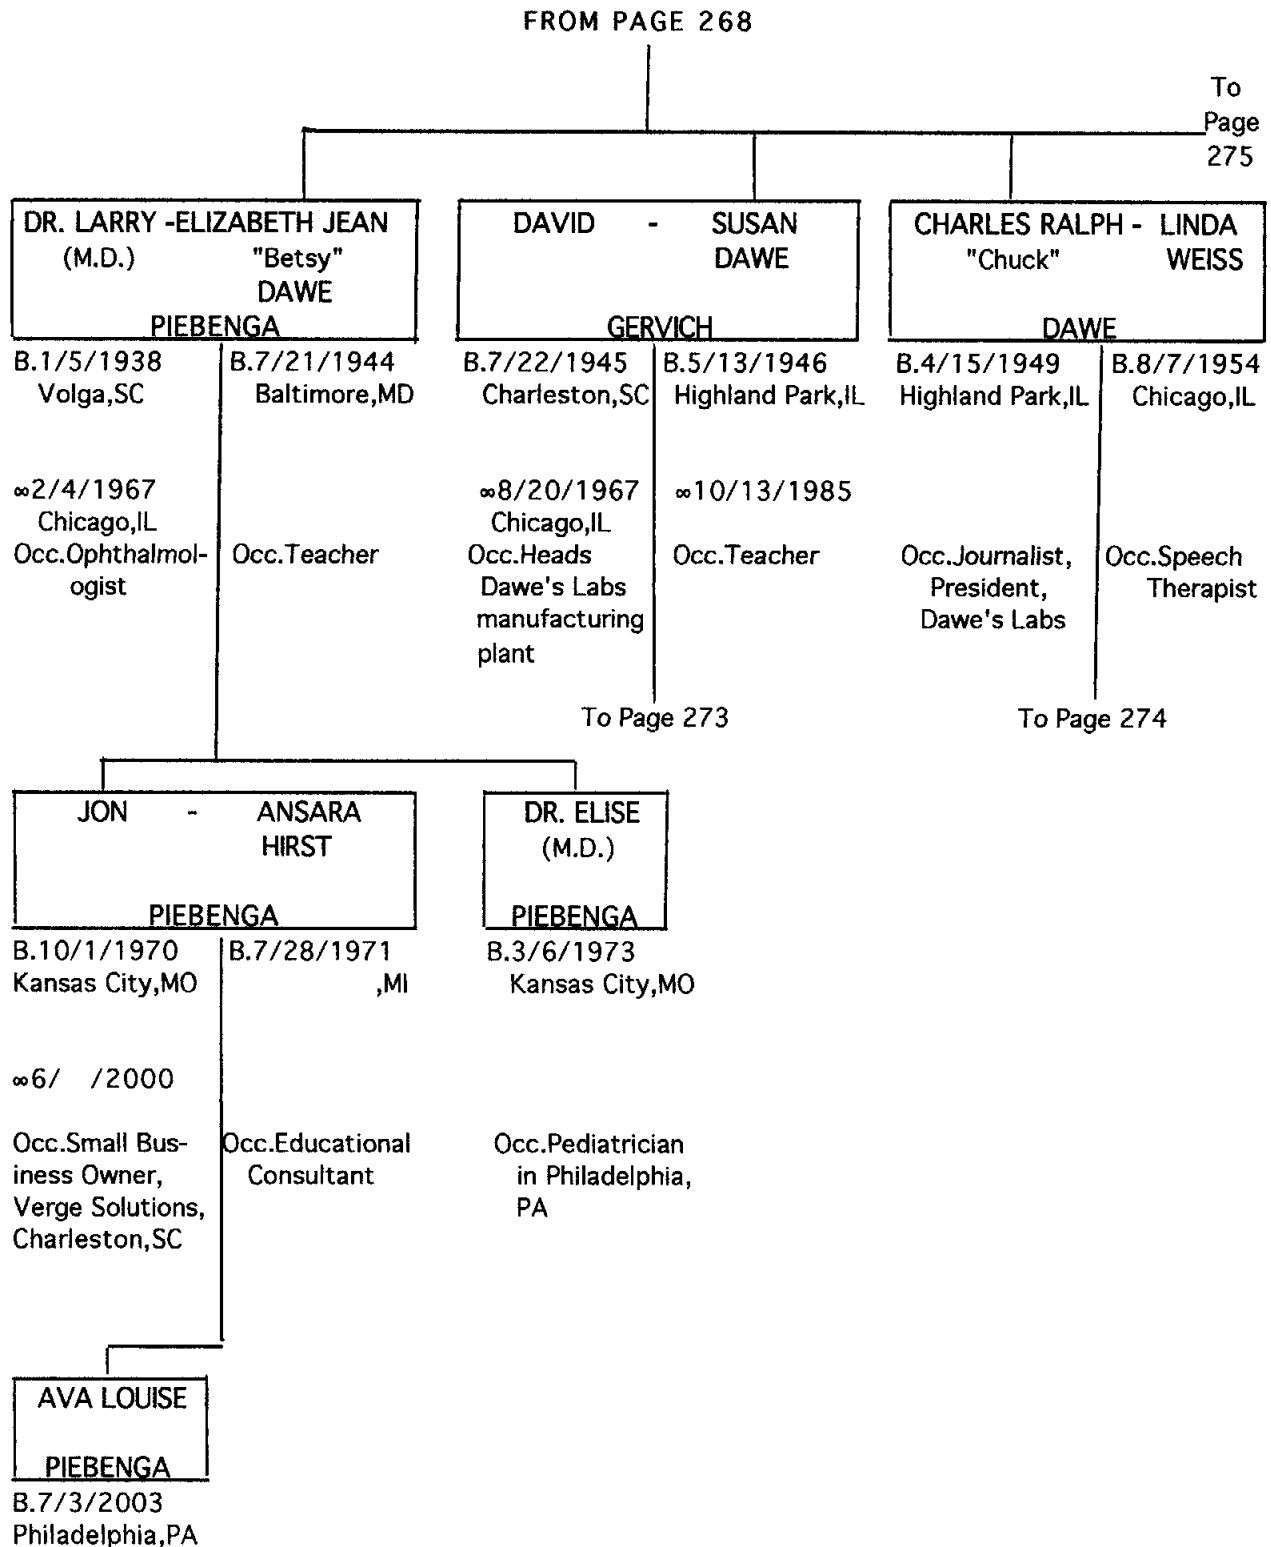 FROM PAGE 268
To
Page
275
DR. LARRY -ELIZABETH JEAN
(M.D.) "Betsy"
DAWE
PIEBENGA
B.1/5/1938 B.7/21/1944
Volga,SC Baltimore,MD
∞2/4/1967
Chicago,IL
Occ.Ophthalmol- Occ.Teacher
ogist
DAVID - SUSAN
DAWE
GERVICH
B.7/22/1945 B.5/13/1946
Charleston,SC Highland Park,IL
∞8/20/1967 ∞10/13/1985
Chicago,IL
Occ.Heads Occ.Teacher
Dawe's Labs
manufacturing
plant
To Page 273
CHARLES RALPH - LINDA
"Chuck" WEISS
DAWE
B.4/15/1949 B.8/7/1954
Highland Park,IL Chicago,IL
Occ.Journalist, Occ.Speech
President, Therapist
Dawe's Labs
To Page 274
JON - ANSARA
HIRST
PIEBENGA
B.10/1/1970 B.7/28/1971
Kansas City,MO ,MI
∞6/ /2000
Occ.Small Bus- Occ.Educational
iness Owner, Consultant
Verge Solutions,
Charleston,SC
DR. ELISE
(M.D.)
PIEBENGA
B.3/6/1973
Kansas City,MO
Occ.Pediatrician
in Philadelphia,
PA
AVA LOUISE
PIEBENGA
B.7/3/2003
Philadelphia,PA